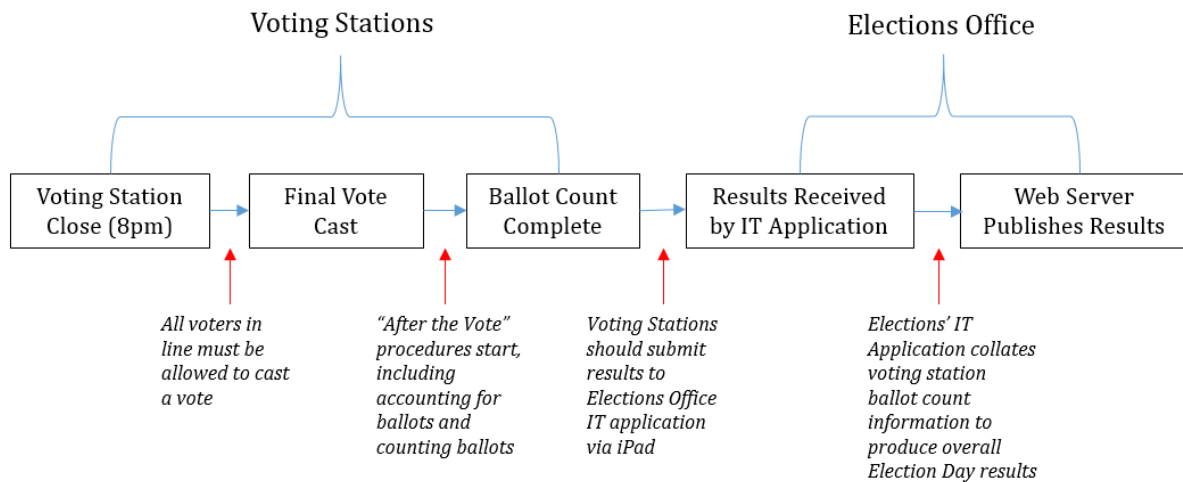 Voting Stations
Elections Office
Voting Station
Close (8pm)
Final Vote
Cast
Ballot Count
Complete
Results Received
by IT Application
Web Server
Publishes Results
All voters in
line must be
allowed to cast
a vote
“After the Vote”
procedures start,
including
accounting for
ballots and
counting ballots
Voting Stations
should submit
results to
Elections Office
IT application
via iPad
Elections’ IT
Application collates
voting station
ballot count
information to
produce overall
Election Day results